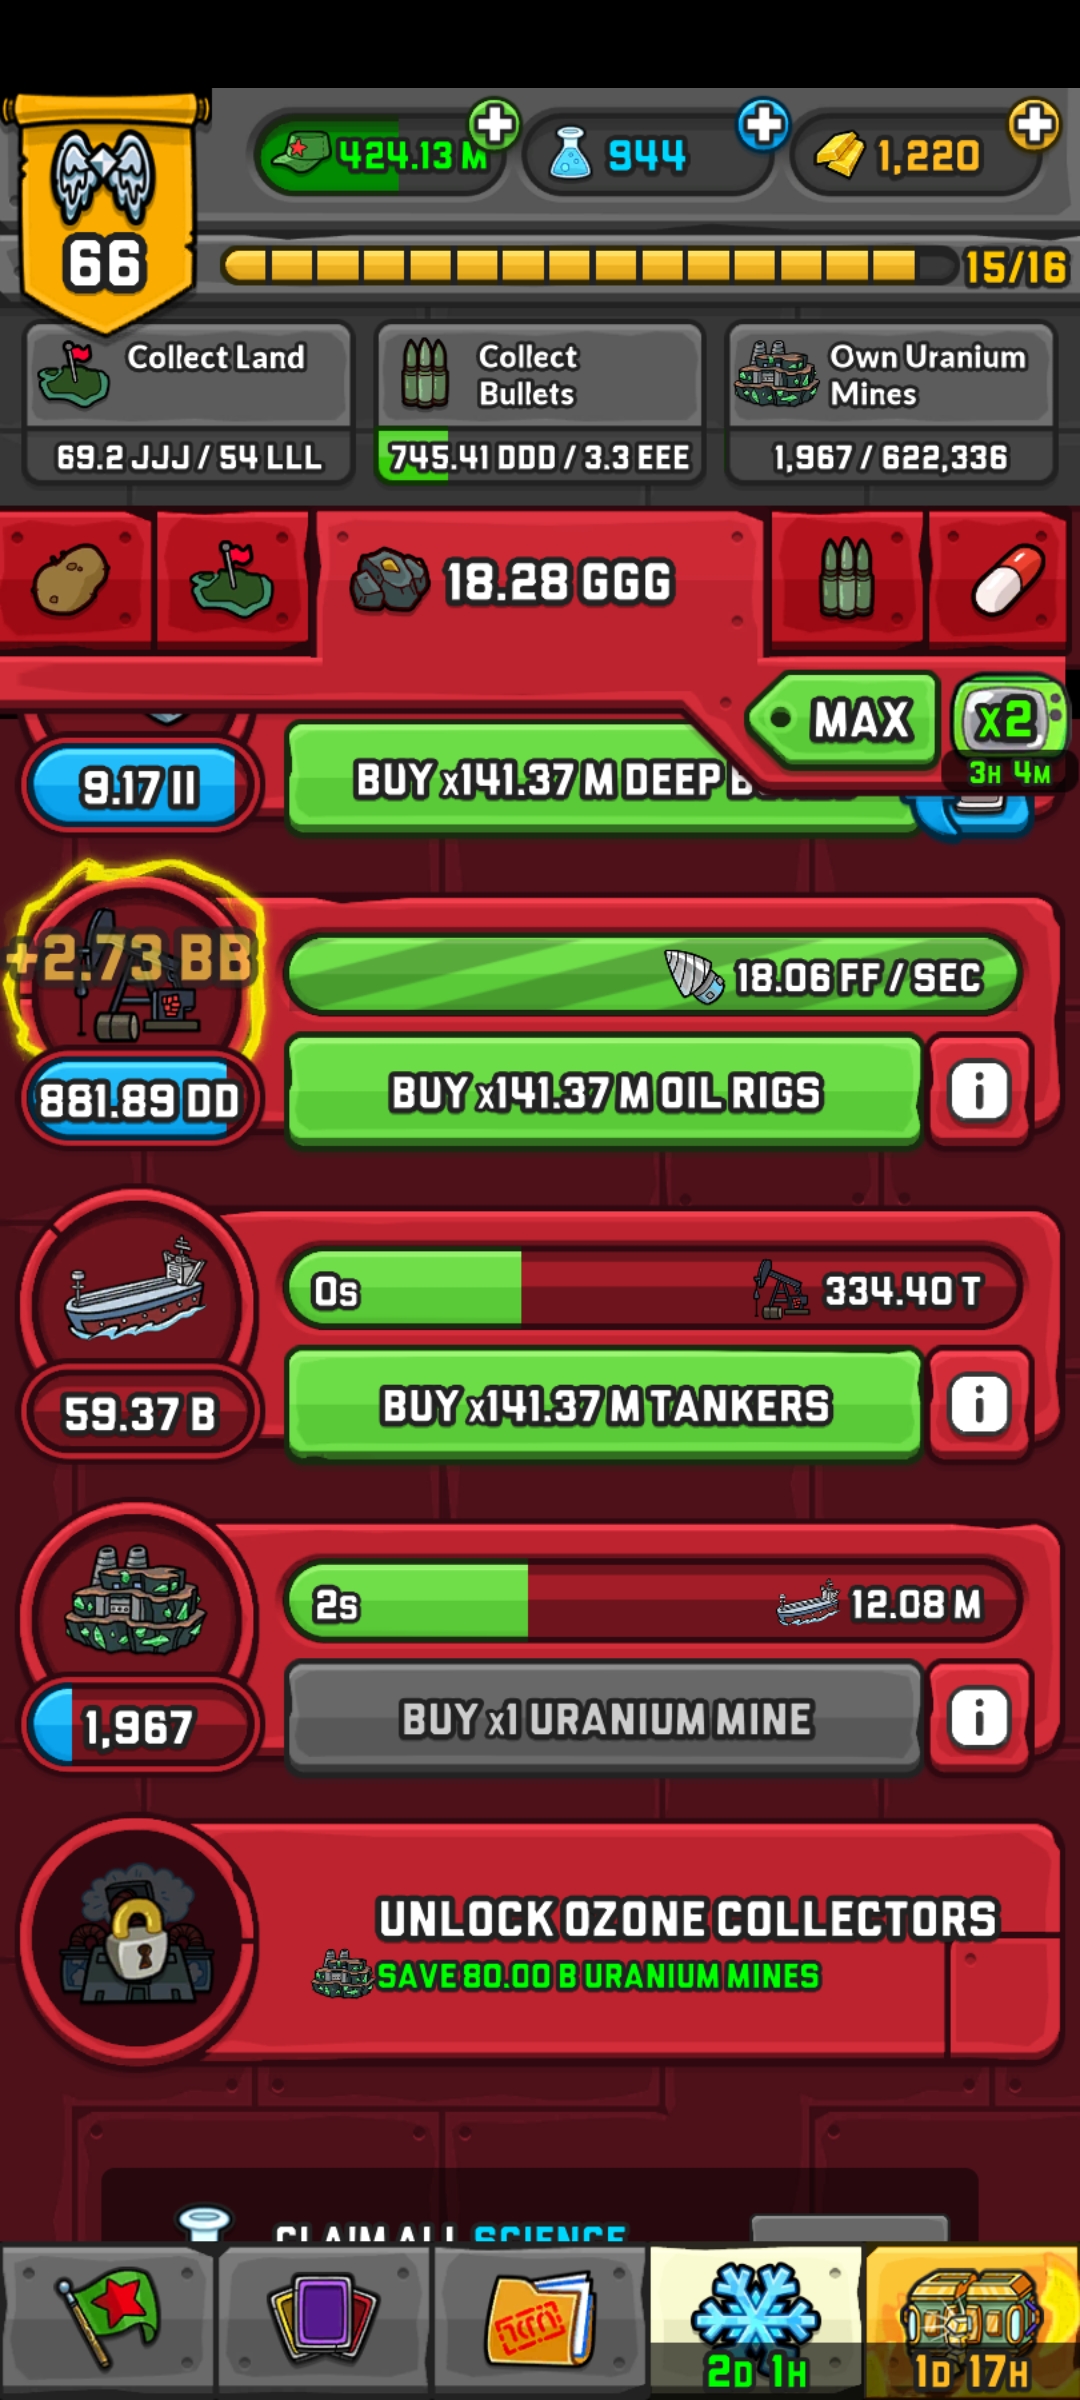 424.13 M
944
1,220
66
15/16
Collect Land
69.2 JJJ / 54 LLL
Collect
Bullets
745.41 DDD / 3.3 EEE
Own Uranium
Mines
1,967 / 622,336
18.28 GGG
MAX
x2
3H 4M
9.17 II
BUY x141.37 M DEEP
+2.73 BB
18.06 FF / SEC
881.89 DD
BUY x141.37 M OIL RIGS
i
0s
334.40 T
59.37 B
BUY x141.37 M TANKERS
i
2s
12.08 M
1,967
BUY x1 URANIUM MINE
i
UNLOCK OZONE COLLECTORS
SAVE 80.00 B URANIUM MINES
CLAIM ALL SCIENCE
2D 1H
1D 17H